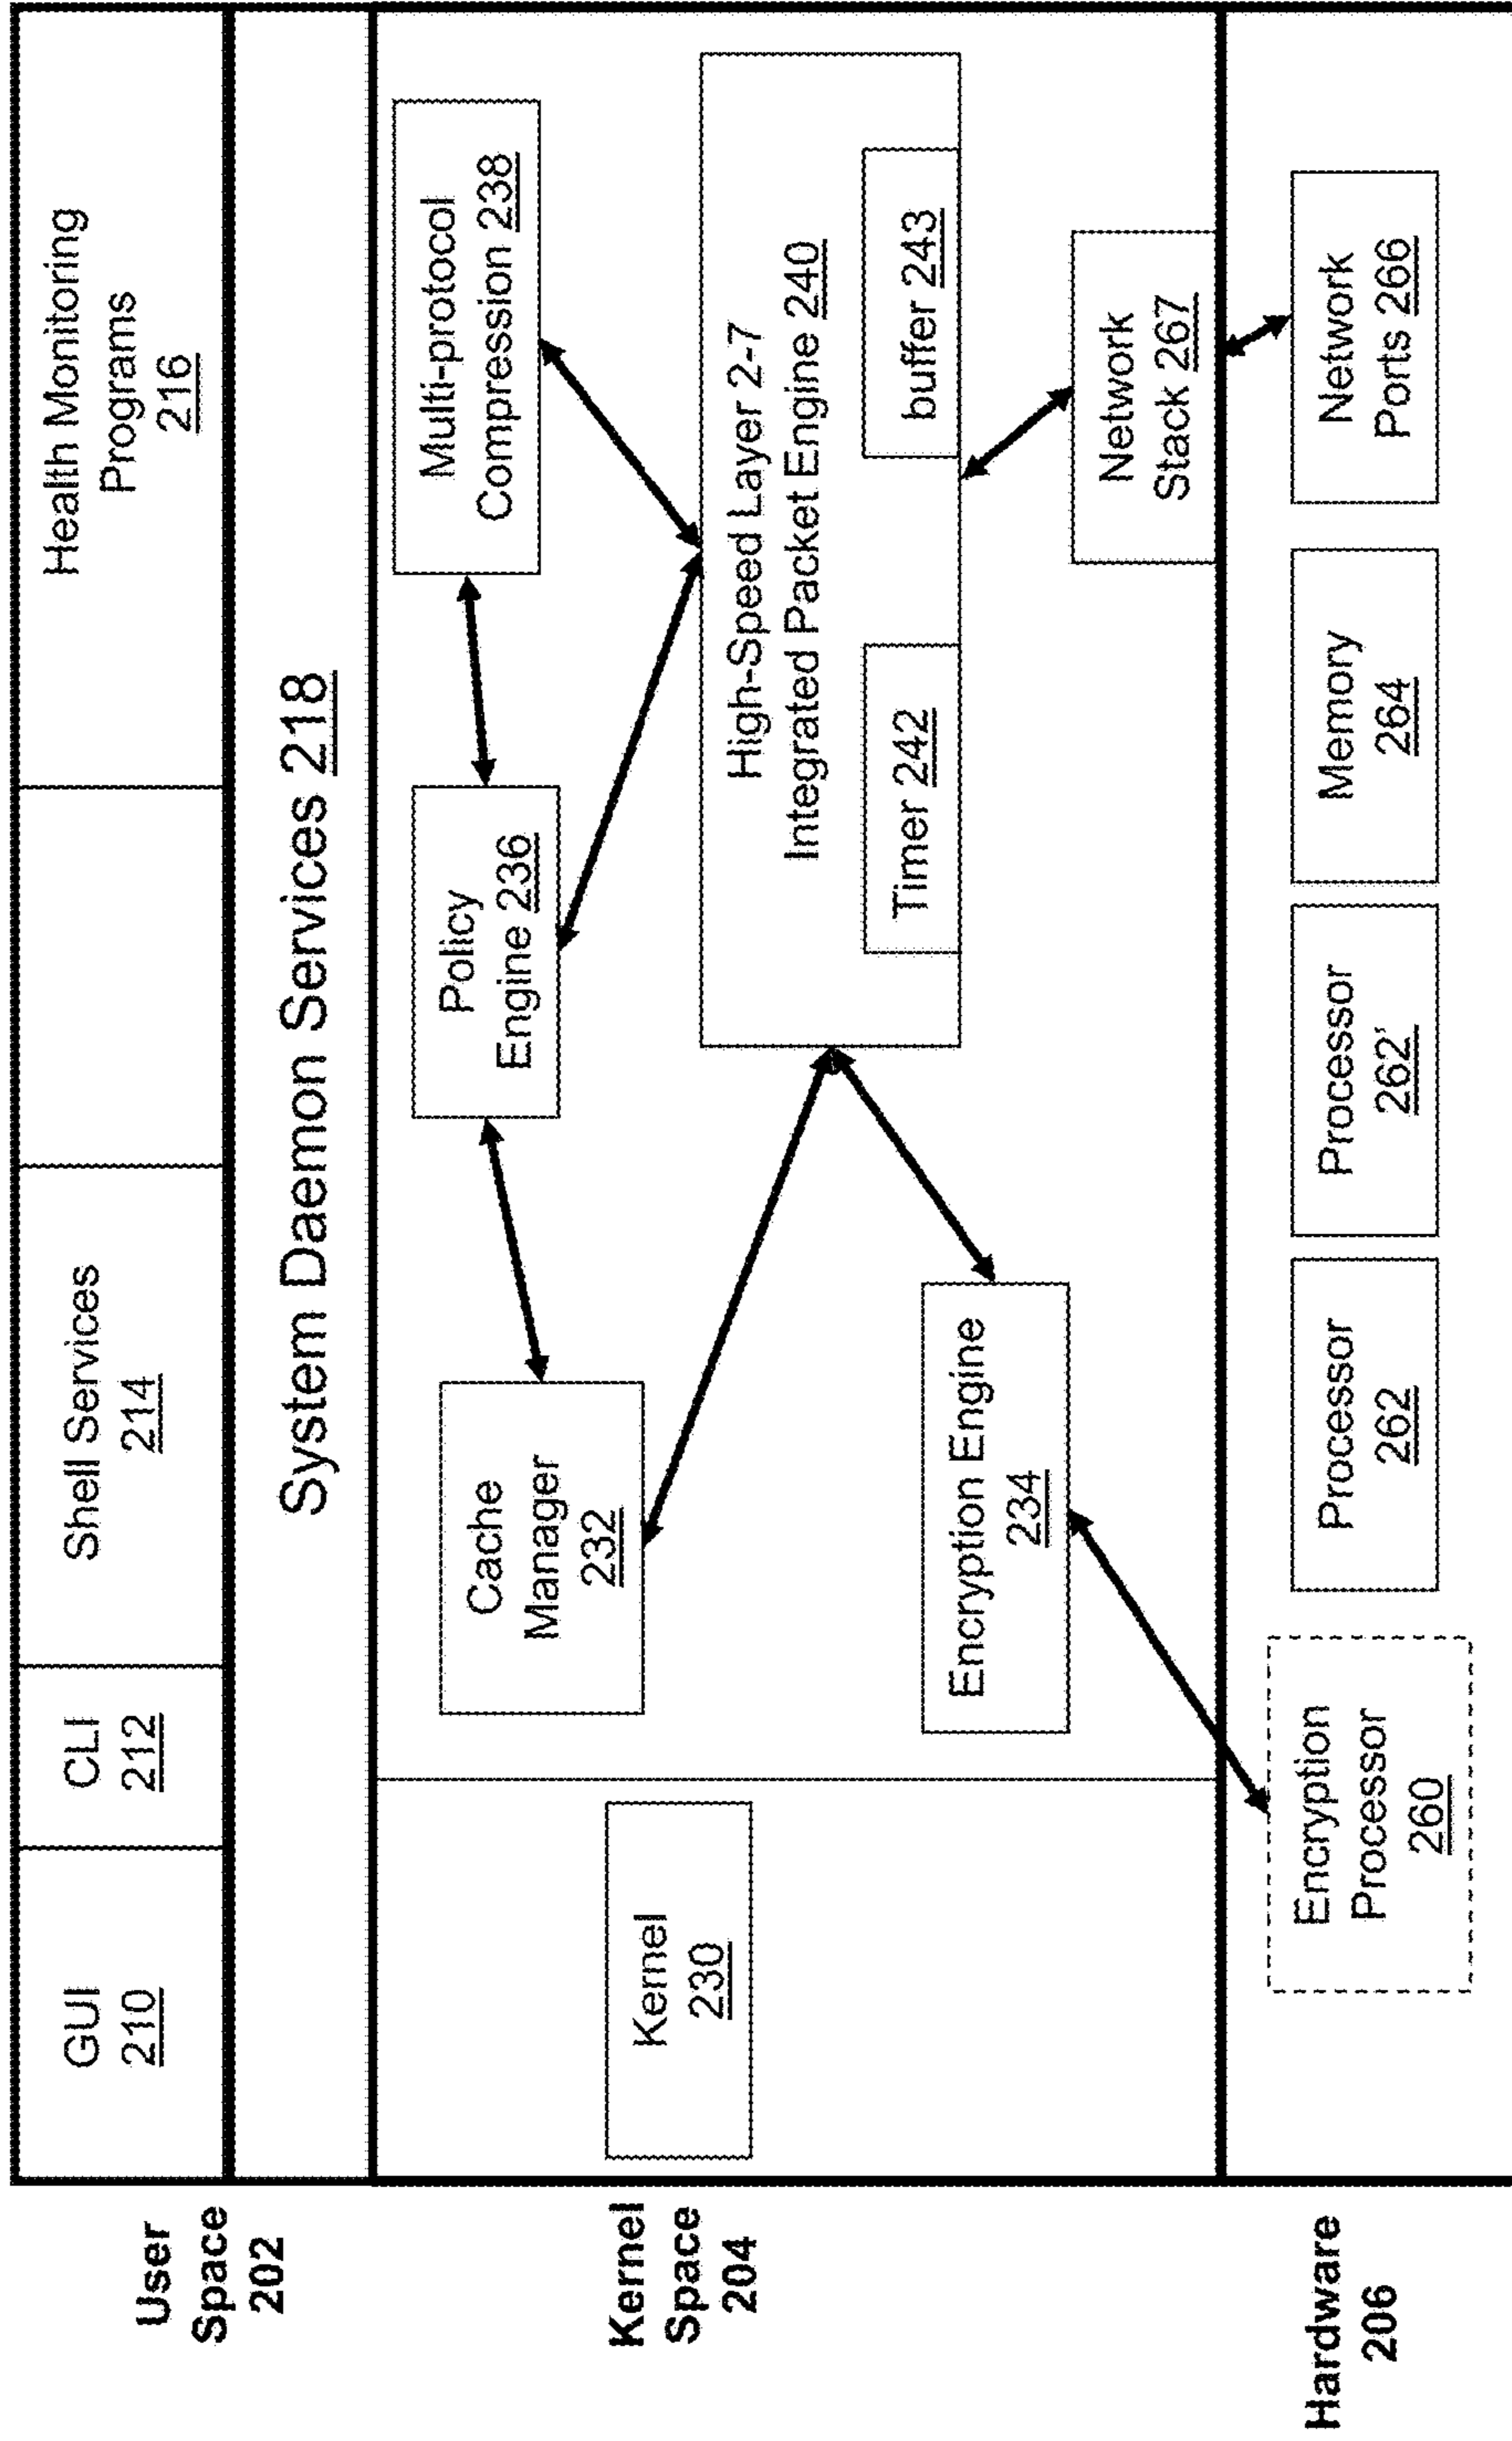 User
Space
202
GUI
210
CLI
212
Shell Services
214
Health Monitoring
Programs
216
System Daemon Services 218
Kernel
Space
204
Kernel
230
Cache
Manager
232
Policy
Engine 236
Multi-protocol
Compression 238
High-Speed Layer 2-7
Integrated Packet Engine 240
Timer 242
buffer 243
Encryption Engine
234
Network
Stack 267
Hardware
206
Encryption
Processor
260
Processor
262
Processor
262'
Memory
264
Network
Ports 266